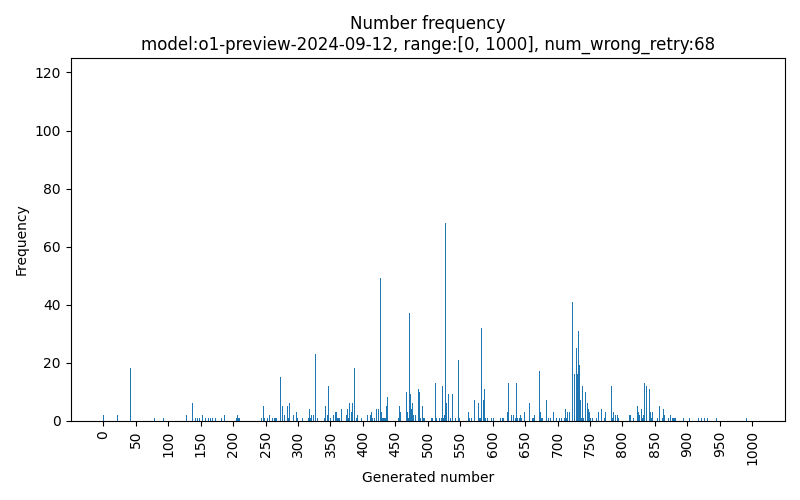 Number frequency
model:o1-preview-2024-09-12, range:[0, 1000], num_wrong_retry:68
120
100
80
60
40
20
0
Frequency
0 50 100 150 200 250 300 350 400 450 500 550 600 650 700 750 800 850 900 950 1000
Generated number